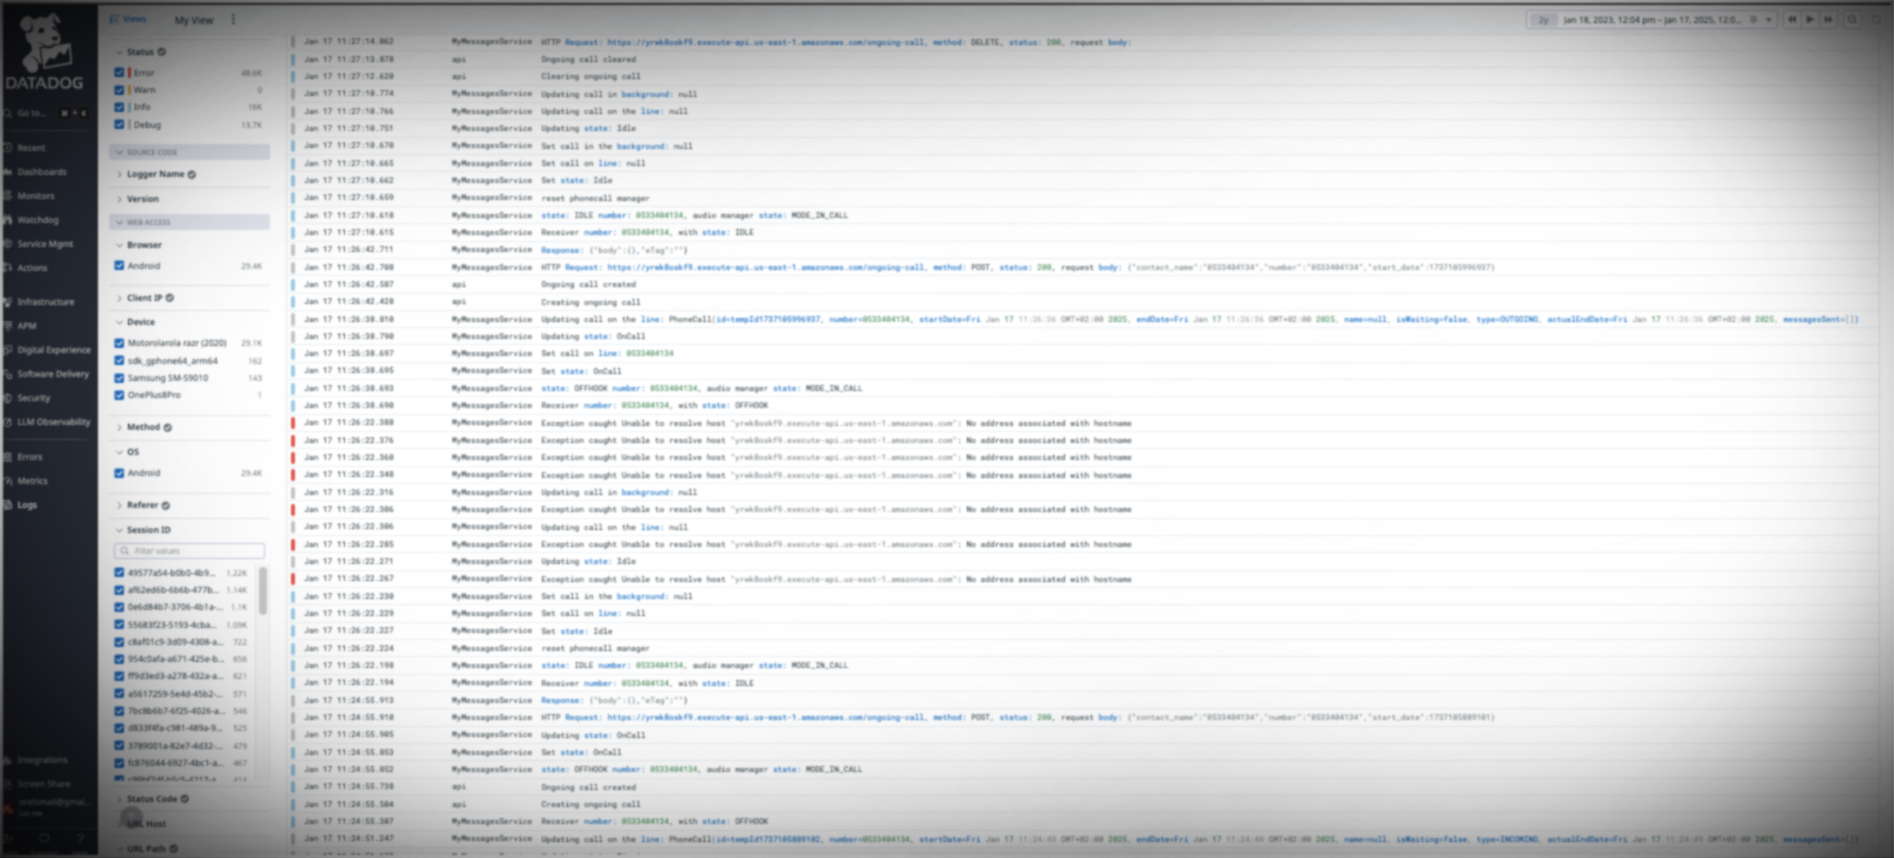 DATADOG
Go to...
Recent
Dashboards
Monitors
Watchdog
Service Mgmt
Actions
Infrastructure
APM
Digital Experience
Software Delivery
Security
LLM Observability
Errors
Metrics
Logs
Integrations
Screen Share
Views
My View
2y Jan 18, 2023, 12:04 pm – Jan 17, 2025, 12:0...
Status
Error 48.6K
Warn 0
Info 16K
Debug 13.7K
SOURCE CODE
Logger Name
Version
WEB ACCESS
Browser
Android 29.4K
Client IP
Device
Motorolarola razr (2020) 29.1K
sdk_gphone64_arm64 162
Samsung SM-S9010 143
OnePlus8Pro 1
Method
OS
Android 29.4K
Referer
Session ID
Filter values
49577a54-b0b0-4b9... 1.22K
af62ed6b-6b6b-477b... 1.14K
0e6d84b7-3706-4b1a-... 1.1K
55683f23-5193-4cba... 1.09K
c8af01c9-3d09-4308-a... 722
954c0afa-a671-425e-b... 656
ff9d3ed3-a278-432a-a... 621
a5617259-5e4d-45b2-... 571
7bc8b6b7-6f25-4026-a... 546
d833f4fa-c981-489a-9... 525
3789001a-82e7-4d32-... 479
fc876044-6927-4bc1-a... 467
Status Code
URL Host
URL Path
Jan 17 11:27:14.062 MyMessagesService HTTP Request: https://yrwk8oskf9.execute-api.us-east-1.amazonaws.com/ongoing-call, method: DELETE, status: 200, request body:
Jan 17 11:27:13.078 api Ongoing call cleared
Jan 17 11:27:12.620 api Clearing ongoing call
Jan 17 11:27:10.774 MyMessagesService Updating call in background: null
Jan 17 11:27:10.766 MyMessagesService Updating call on the line: null
Jan 17 11:27:10.751 MyMessagesService Updating state: Idle
Jan 17 11:27:10.670 MyMessagesService Set call in the background: null
Jan 17 11:27:10.665 MyMessagesService Set call on line: null
Jan 17 11:27:10.662 MyMessagesService Set state: Idle
Jan 17 11:27:10.659 MyMessagesService reset phonecall manager
Jan 17 11:27:10.618 MyMessagesService state: IDLE number: 0533404134, audio manager state: MODE_IN_CALL
Jan 17 11:27:10.615 MyMessagesService Receiver number: 0533404134, with state: IDLE
Jan 17 11:26:42.711 MyMessagesService Response: {"body":{},"eTag":""}
Jan 17 11:26:42.708 MyMessagesService HTTP Request: https://yrwk8oskf9.execute-api.us-east-1.amazonaws.com/ongoing-call, method: POST, status: 200, request body: {"contact_name":"0533404134","number":"0533404134","start_date":1737105996937}
Jan 17 11:26:42.587 api Ongoing call created
Jan 17 11:26:42.428 api Creating ongoing call
Jan 17 11:26:38.810 MyMessagesService Updating call on the line: PhoneCall(id=tempId1737105996937, number=0533404134, startDate=Fri Jan 17 11:26:36 GMT+02:00 2025, endDate=Fri Jan 17 11:26:36 GMT+02:00 2025, name=null, isWaiting=false, type=OUTGOING, actualEndDate=Fri Jan 17 11:26:36 GMT+02:00 2025, messagesSent=[])
Jan 17 11:26:38.790 MyMessagesService Updating state: OnCall
Jan 17 11:26:38.697 MyMessagesService Set call on line: 0533404134
Jan 17 11:26:38.695 MyMessagesService Set state: OnCall
Jan 17 11:26:38.693 MyMessagesService state: OFFHOOK number: 0533404134, audio manager state: MODE_IN_CALL
Jan 17 11:26:38.690 MyMessagesService Receiver number: 0533404134, with state: OFFHOOK
Jan 17 11:26:22.388 MyMessagesService Exception caught Unable to resolve host "yrwk8oskf9.execute-api.us-east-1.amazonaws.com": No address associated with hostname
Jan 17 11:26:22.376 MyMessagesService Exception caught Unable to resolve host "yrwk8oskf9.execute-api.us-east-1.amazonaws.com": No address associated with hostname
Jan 17 11:26:22.360 MyMessagesService Exception caught Unable to resolve host "yrwk8oskf9.execute-api.us-east-1.amazonaws.com": No address associated with hostname
Jan 17 11:26:22.348 MyMessagesService Exception caught Unable to resolve host "yrwk8oskf9.execute-api.us-east-1.amazonaws.com": No address associated with hostname
Jan 17 11:26:22.316 MyMessagesService Updating call in background: null
Jan 17 11:26:22.306 MyMessagesService Exception caught Unable to resolve host "yrwk8oskf9.execute-api.us-east-1.amazonaws.com": No address associated with hostname
Jan 17 11:26:22.306 MyMessagesService Updating call on the line: null
Jan 17 11:26:22.285 MyMessagesService Exception caught Unable to resolve host "yrwk8oskf9.execute-api.us-east-1.amazonaws.com": No address associated with hostname
Jan 17 11:26:22.271 MyMessagesService Updating state: Idle
Jan 17 11:26:22.267 MyMessagesService Exception caught Unable to resolve host "yrwk8oskf9.execute-api.us-east-1.amazonaws.com": No address associated with hostname
Jan 17 11:26:22.230 MyMessagesService Set call in the background: null
Jan 17 11:26:22.229 MyMessagesService Set call on line: null
Jan 17 11:26:22.227 MyMessagesService Set state: Idle
Jan 17 11:26:22.224 MyMessagesService reset phonecall manager
Jan 17 11:26:22.198 MyMessagesService state: IDLE number: 0533404134, audio manager state: MODE_IN_CALL
Jan 17 11:26:22.194 MyMessagesService Receiver number: 0533404134, with state: IDLE
Jan 17 11:24:55.913 MyMessagesService Response: {"body":{},"eTag":""}
Jan 17 11:24:55.910 MyMessagesService HTTP Request: https://yrwk8oskf9.execute-api.us-east-1.amazonaws.com/ongoing-call, method: POST, status: 200, request body: {"contact_name":"0533404134","number":"0533404134","start_date":1737105889101}
Jan 17 11:24:55.905 MyMessagesService Updating state: OnCall
Jan 17 11:24:55.853 MyMessagesService Set state: OnCall
Jan 17 11:24:55.852 MyMessagesService state: OFFHOOK number: 0533404134, audio manager state: MODE_IN_CALL
Jan 17 11:24:55.738 api Ongoing call created
Jan 17 11:24:55.504 api Creating ongoing call
Jan 17 11:24:55.307 MyMessagesService Receiver number: 0533404134, with state: OFFHOOK
Jan 17 11:24:51.247 MyMessagesService Updating call on the line: PhoneCall(id=tempId1737105889102, number=0533404134, startDate=Fri Jan 17 11:24:49 GMT+02:00 2025, endDate=Fri Jan 17 11:24:49 GMT+02:00 2025, name=null, isWaiting=false, type=INCOMING, actualEndDate=Fri Jan 17 11:24:49 GMT+02:00 2025, messagesSent=[])